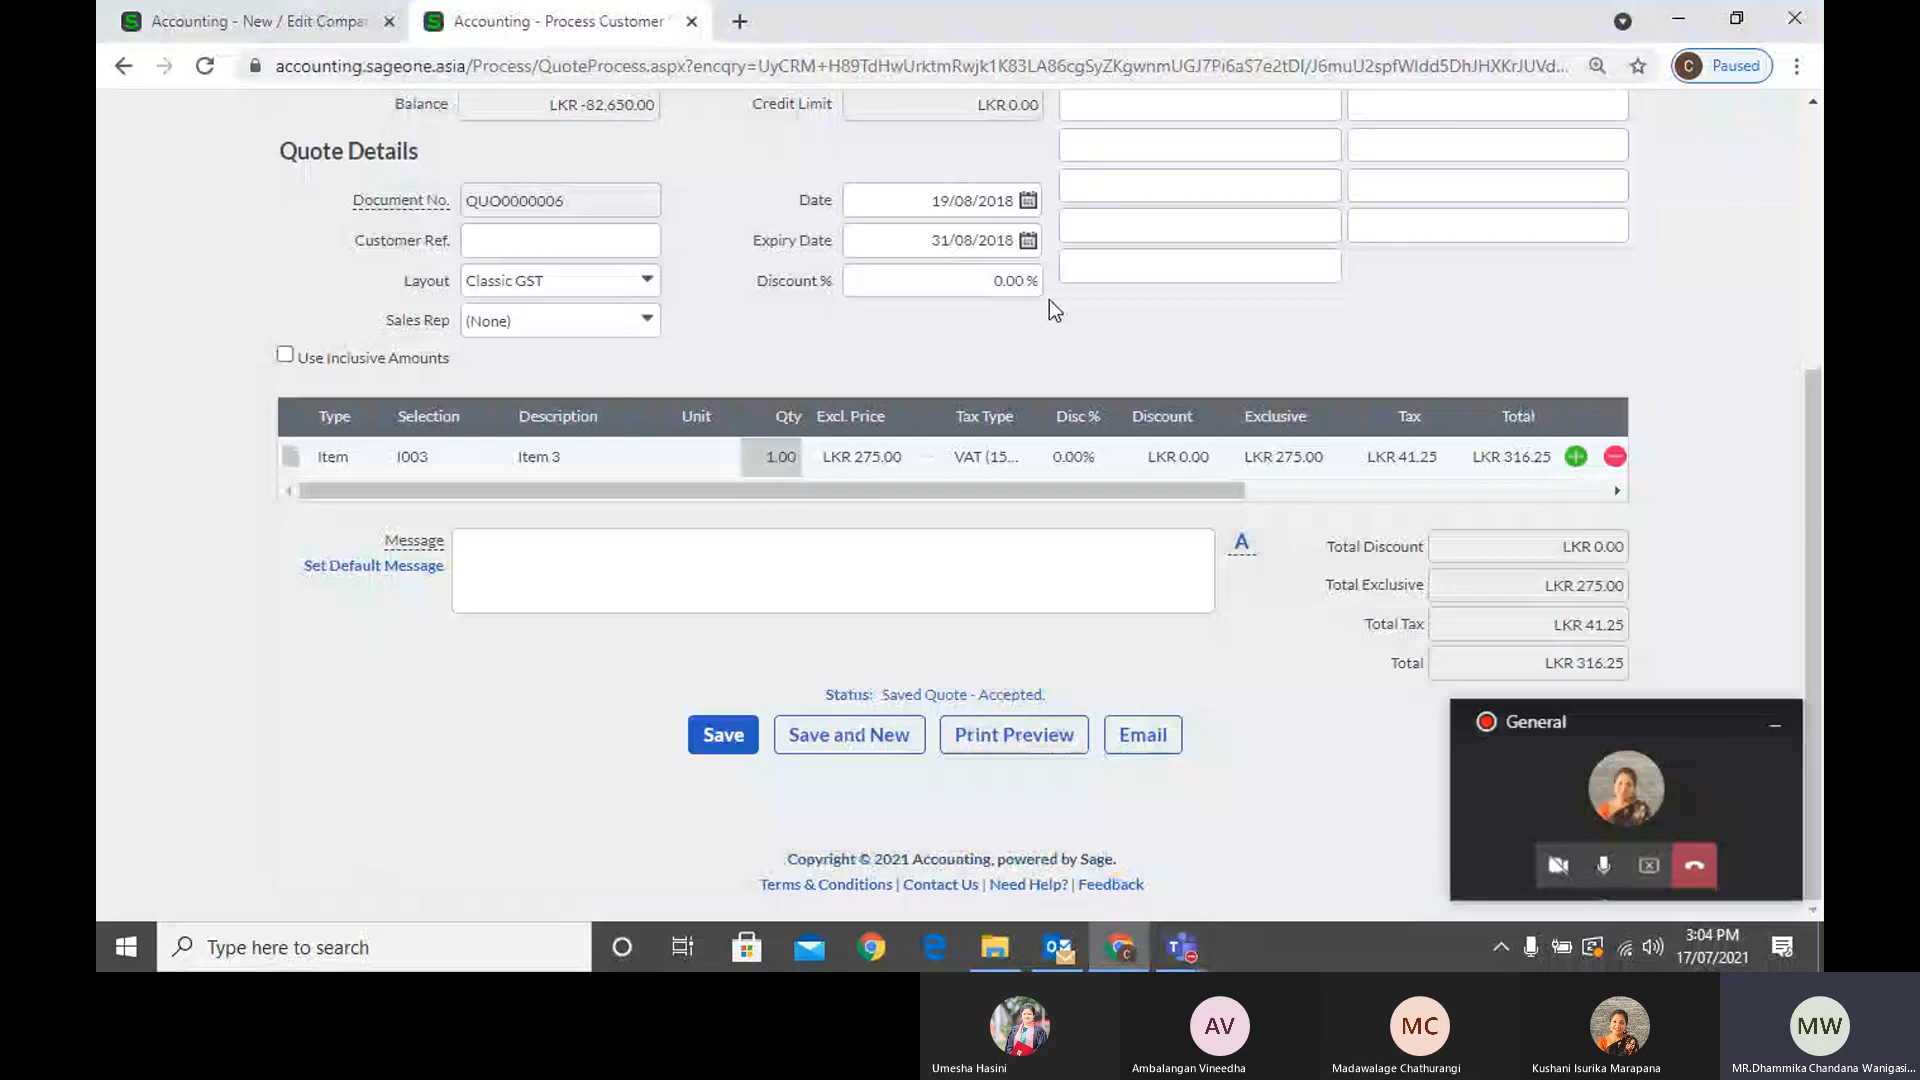 Accounting - New / Edit Compa
Accounting - Process Customer
accounting.sageone.asia/Process/QuoteProcess.aspx?encqry=UyCRM+H89TdHwUrktmRwjk1K83LA86cgSyZKgwnmUGJ7Pi6aS7e2tDl/J6muU2spfWIdd5DhJHXKrJUVd...
C Paused
Balance LKR -82,650.00 Credit Limit LKR 0.00
Quote Details
Document No. QUO0000006 Date 19/08/2018
Customer Ref. Expiry Date 31/08/2018
Layout Classic GST Discount % 0.00 %
Sales Rep (None)
Use Inclusive Amounts
Type Selection Description Unit Qty Excl. Price Tax Type Disc % Discount Exclusive Tax Total
Item I003 Item 3 1.00 LKR 275.00 VAT (15... 0.00% LKR 0.00 LKR 275.00 LKR 41.25 LKR 316.25
Message A
Set Default Message
Total Discount LKR 0.00
Total Exclusive LKR 275.00
Total Tax LKR 41.25
Total LKR 316.25
Status: Saved Quote - Accepted.
Save Save and New Print Preview Email
General
Copyright © 2021 Accounting, powered by Sage.
Terms & Conditions | Contact Us | Need Help? | Feedback
Type here to search
3:04 PM
17/07/2021
AV MC MW
Umesha Hasini Ambalangan Vineedha Madawalage Chathurangi Kushani Isurika Marapana MR.Dhammika Chandana Wanigasi...